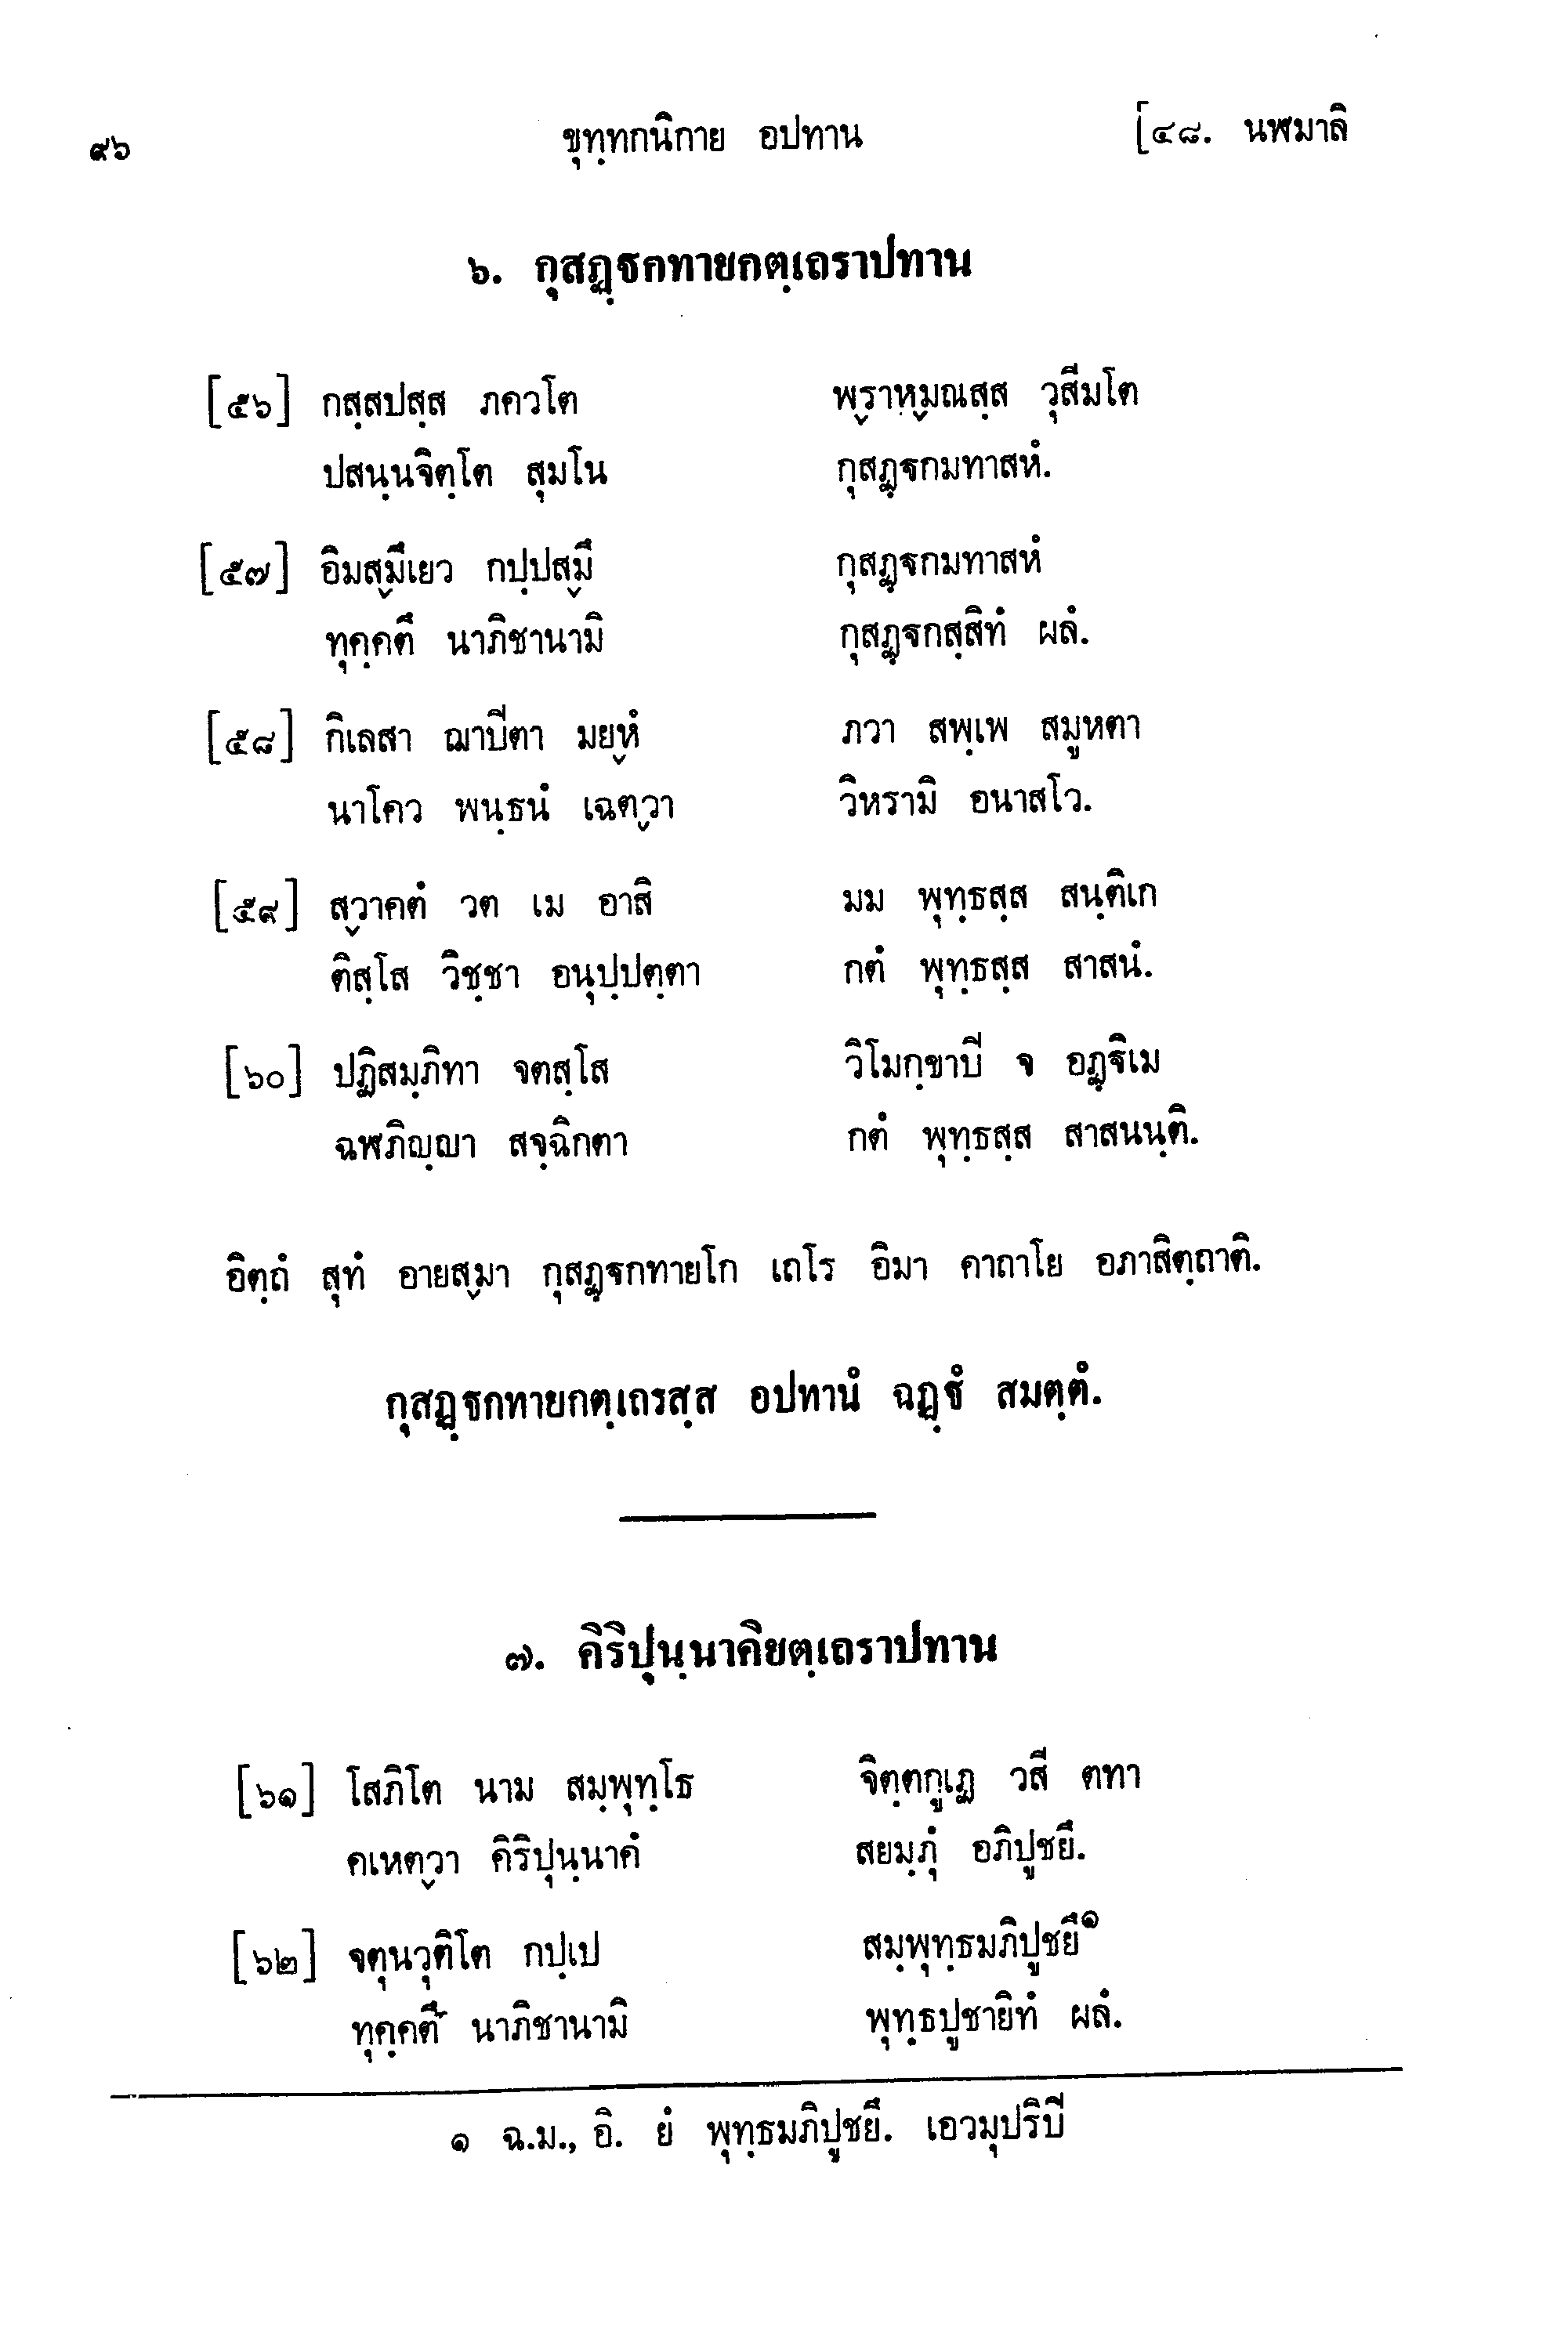 ๙๖ ขุทฺทกนิกาย อปทาน [๔๘. นฬมาลิ
๖. กุสฏฺฐกทายกตฺเถราปทาน
[๕๖] กสฺสปสฺส ภควโต พฺราหฺมณสฺส วุสีมโต
ปสนฺนจิตฺโต สุมโน กุสฏฺฐกมทาสหํ.
[๕๗] อิมสฺมึเยว กปฺปสฺมึ กุสฏฺฐกมทาสหํ
ทุคฺคตึ นาภิชานามิ กุสฏฺฐกสฺสิทํ ผลํ.
[๕๘] กิเลสา ฌาปีตา มยฺหํ ภวา สพฺเพ สมูหตา
นาโคว พนฺธนํ เฉตฺวา วิหรามิ อนาสโว.
[๕๙] สฺวาคตํ วต เม อาสิ มม พุทฺธสฺส สนฺติเก
ติสฺโส วิชฺชา อนุปฺปตฺตา กตํ พุทฺธสฺส สาสนํ.
[๖๐] ปฏิสมฺภิทา จตสฺโส วิโมกฺขาปี จ อฏฺฐิเม
ฉฬภิญฺญา สจฺฉิกตา กตํ พุทฺธสฺส สาสนนฺติ.
อิตฺถํ สุทํ อายสฺมา กุสฏฺฐกทายโก เถโร อิมา คาถาโย อภาสิตฺถาติ.
กุสฏฺฐกทายกตฺเถรสฺส อปทานํ ฉฏฺฐํ สมตฺตํ.
๗. คิริปุนฺนาคิยตฺเถราปทาน
[๖๑] โสภิโต นาม สมฺพุทฺโธ จิตฺตกูเฏ วสี ตทา
คเหตฺวา คิริปุนฺนาคํ สยมฺภุํ อภิปูชยึ.
[๖๒] จตุนวุติโต กปฺเป สมฺพุทฺธมภิปูชยึ๑
ทุคฺคตึ นาภิชานามิ พุทฺธปูชายิทํ ผลํ.
๑ ฉ.ม., อิ. ยํ พุทฺธมภิปูชยึ. เอวมุปริปี